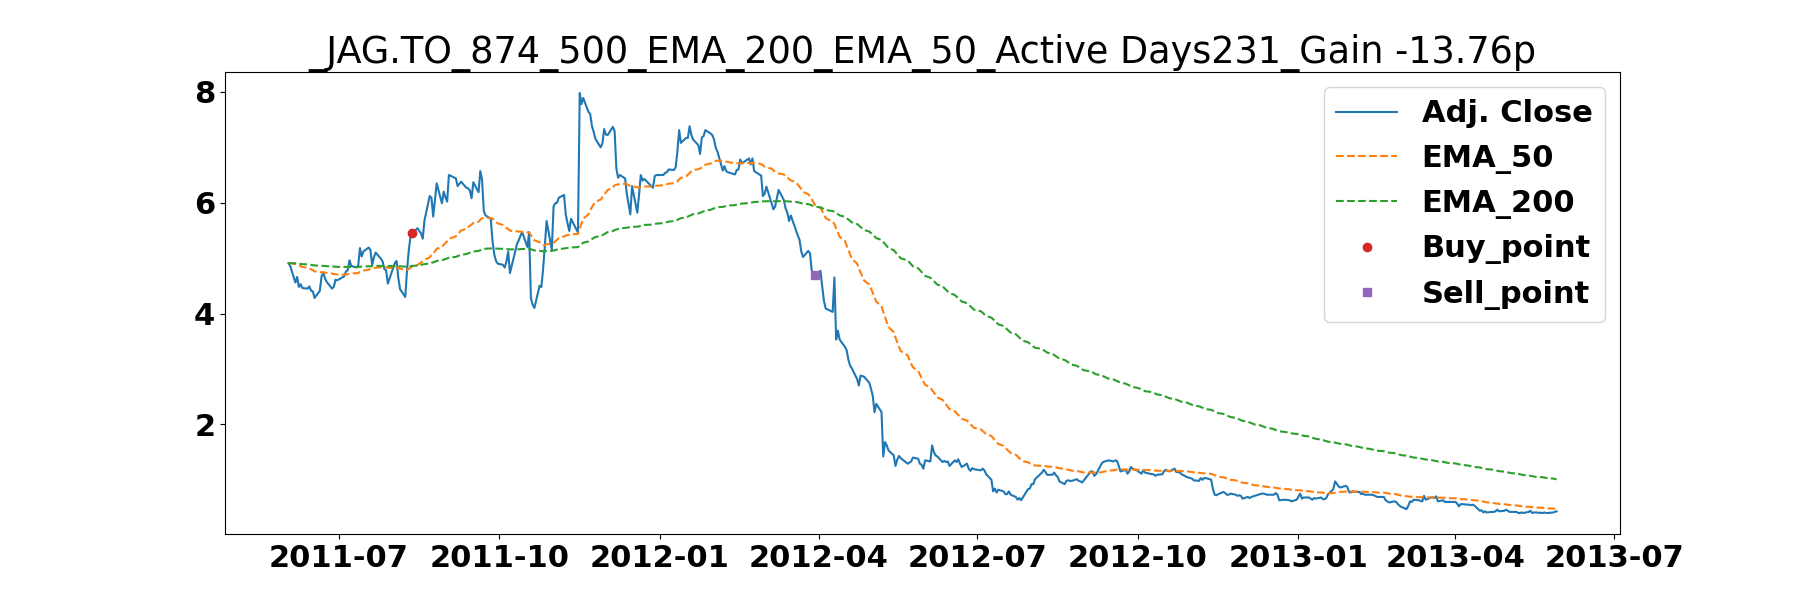 _JAG.TO_874_500_EMA_200_EMA_50_Active Days231_Gain -13.76p
8
6
4
2
Adj. Close
EMA_50
EMA_200
Buy_point
Sell_point
2011-07 2011-10 2012-01 2012-04 2012-07 2012-10 2013-01 2013-04 2013-07